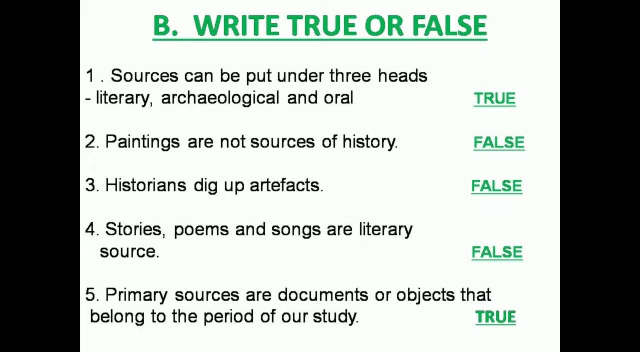 B. WRITE TRUE OR FALSE
1 . Sources can be put under three heads
- literary, archaeological and oral TRUE
2. Paintings are not sources of history. FALSE
3. Historians dig up artefacts. FALSE
4. Stories, poems and songs are literary
source. FALSE
5. Primary sources are documents or objects that
belong to the period of our study. TRUE